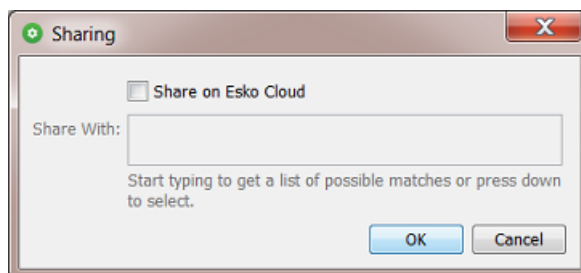 Sharing
Share on Esko Cloud
Share With:
Start typing to get a list of possible matches or press down
to select.
OK Cancel